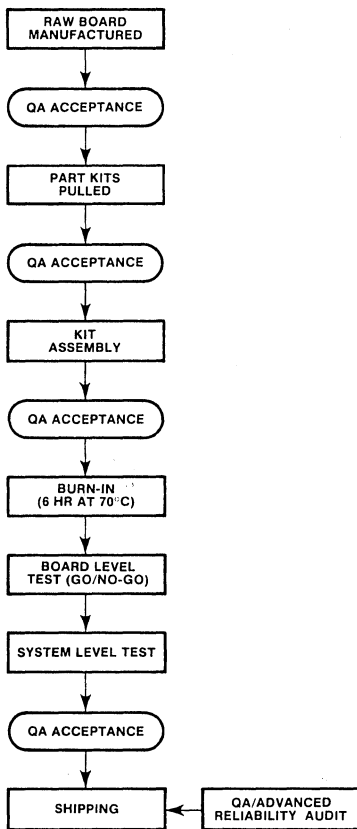 RAW BOARD
MANUFACTURED
QA ACCEPTANCE
PART KITS
PULLED
QA ACCEPTANCE
KIT
ASSEMBLY
QA ACCEPTANCE
BURN-IN
(6 HR AT 70°C)
BOARD LEVEL
TEST (GO/NO-GO)
SYSTEM LEVEL TEST
QA ACCEPTANCE
SHIPPING
QA/ADVANCED
RELIABILITY AUDIT